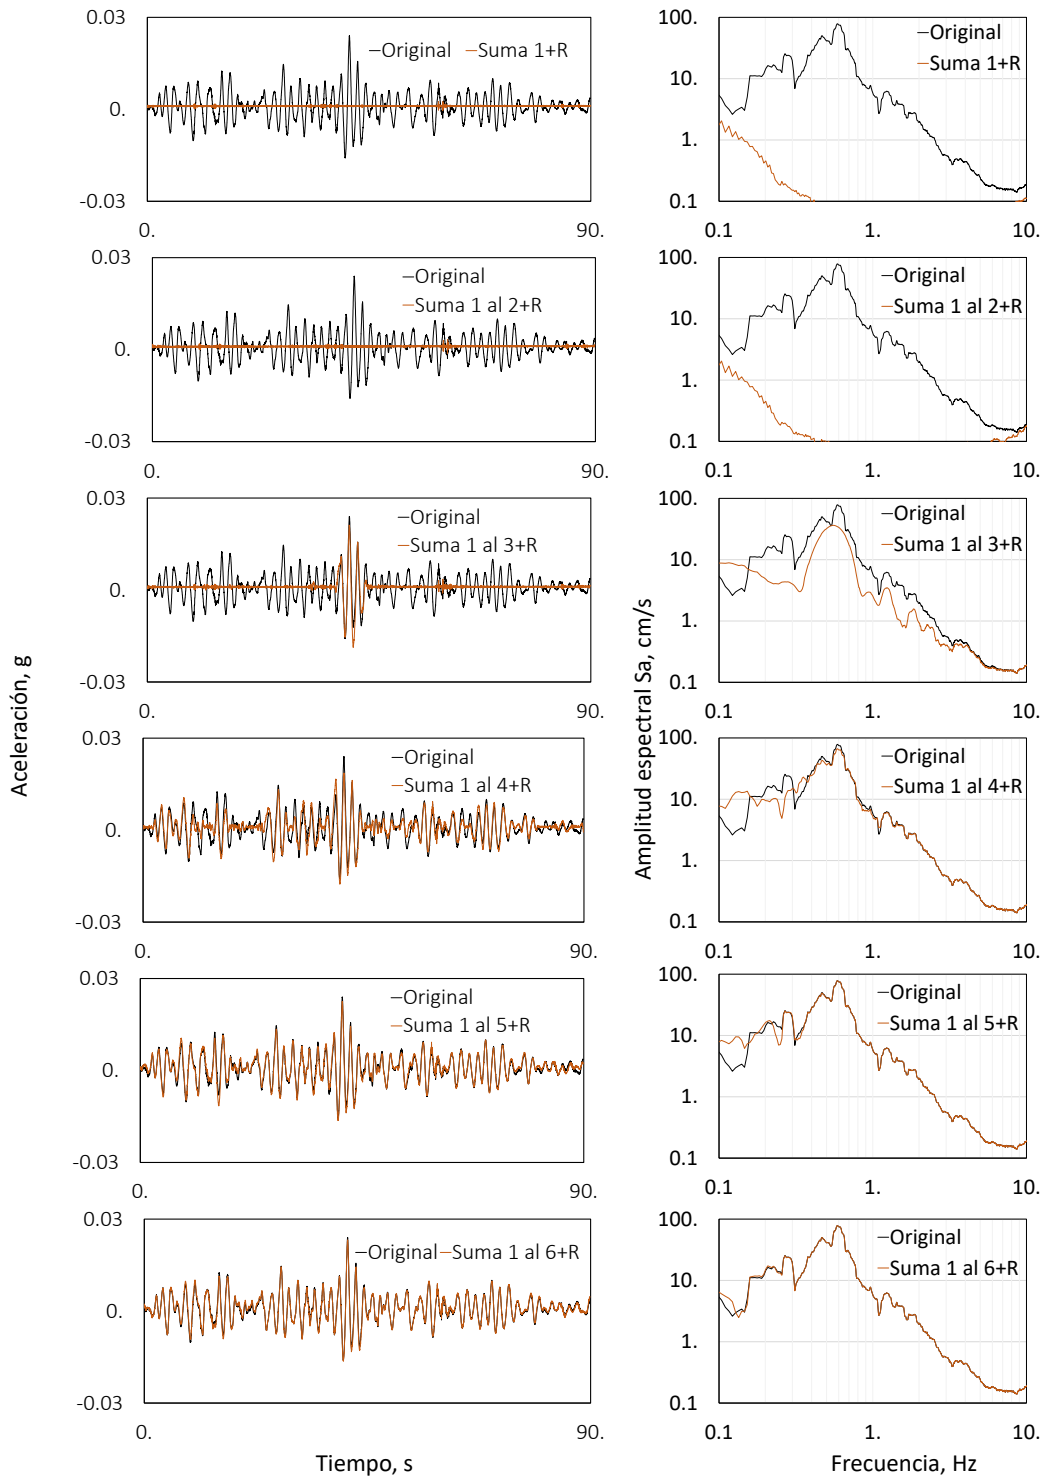 0.03
0.
-0.03
0.
90.
Original
Suma 1+R
100.
10.
1.
0.1
0.1
1.
10.
Original
Suma 1+R
0.03
0.
-0.03
0.
90.
Original
Suma 1 al 2+R
100.
10.
1.
0.1
0.1
1.
10.
Original
Suma 1 al 2+R
0.03
0.
-0.03
0.
90.
Original
Suma 1 al 3+R
100.
10.
1.
0.1
0.1
1.
10.
Original
Suma 1 al 3+R
Aceleración, g
Amplitud espectral Sa, cm/s
0.03
0.
-0.03
0.
90.
Original
Suma 1 al 4+R
100.
10.
1.
0.1
0.1
1.
10.
Original
Suma 1 al 4+R
0.03
0.
-0.03
0.
90.
Original
Suma 1 al 5+R
100.
10.
1.
0.1
0.1
1.
10.
Original
Suma 1 al 5+R
0.03
0.
-0.03
0.
90.
Original
Suma 1 al 6+R
100.
10.
1.
0.1
0.1
1.
10.
Original
Suma 1 al 6+R
Tiempo, s
Frecuencia, Hz